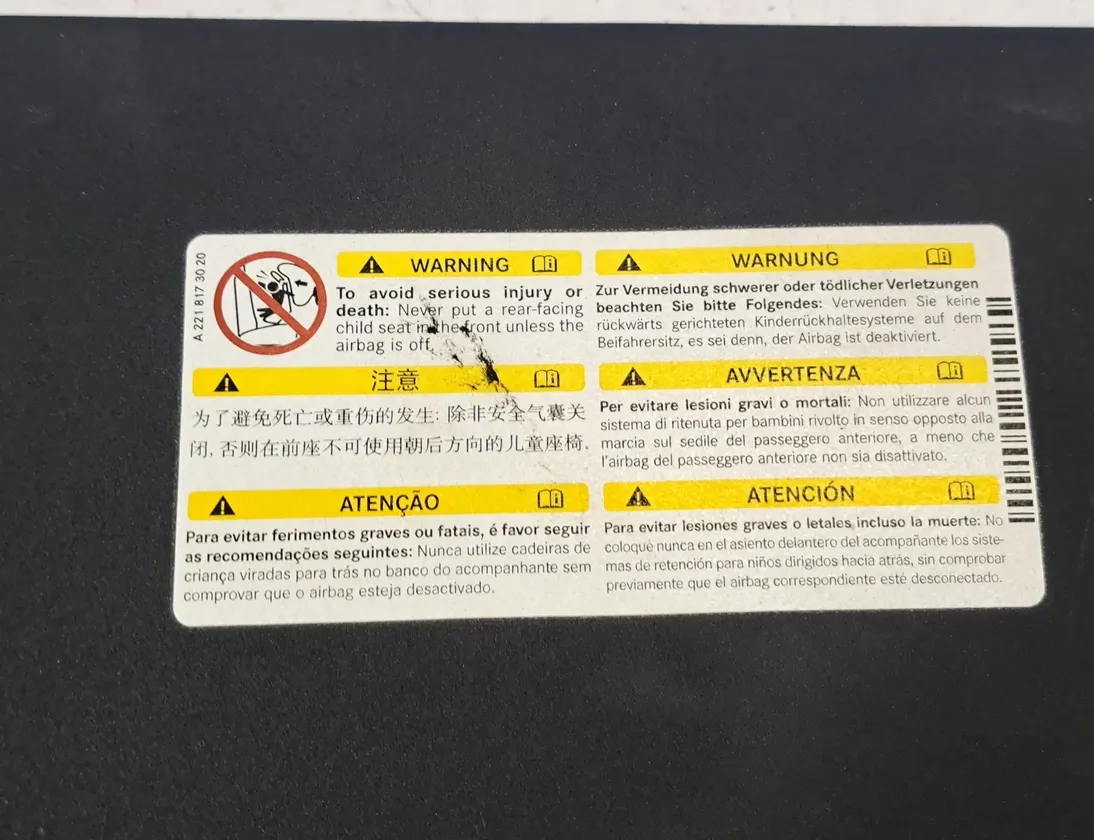 A 221 817 30 20
WARNING
To avoid serious injury or
death: Never put a rear-facing
child seat in the front unless the
airbag is off.
WARNUNG
Zur Vermeidung schwerer oder tödlicher Verletzungen
beachten Sie bitte Folgendes: Verwenden Sie keine
rückwärts gerichteten Kinderrückhaltesysteme auf dem
Beifahrersitz, es sei denn, der Airbag ist deaktiviert.
注意
为了避免死亡或重伤的发生: 除非安全气囊关
闭, 否则在前座不可使用朝后方向的儿童座椅.
AVVERTENZA
Per evitare lesioni gravi o mortali: Non utilizzare alcun
sistema di ritenuta per bambini rivolto in senso opposto alla
marcia sul sedile del passeggero anteriore, a meno che
l'airbag del passeggero anteriore non sia disattivato.
ATENÇÃO
Para evitar ferimentos graves ou fatais, é favor seguir
as recomendações seguintes: Nunca utilize cadeiras de
criança viradas para trás no banco do acompanhante sem
comprovar que o airbag esteja desactivado.
ATENCIÓN
Para evitar lesiones graves o letales incluso la muerte: No
coloque nunca en el asiento delantero del acompañante los siste-
mas de retención para niños dirigidos hacia atrás, sin comprobar
previamente que el airbag correspondiente esté desconectado.